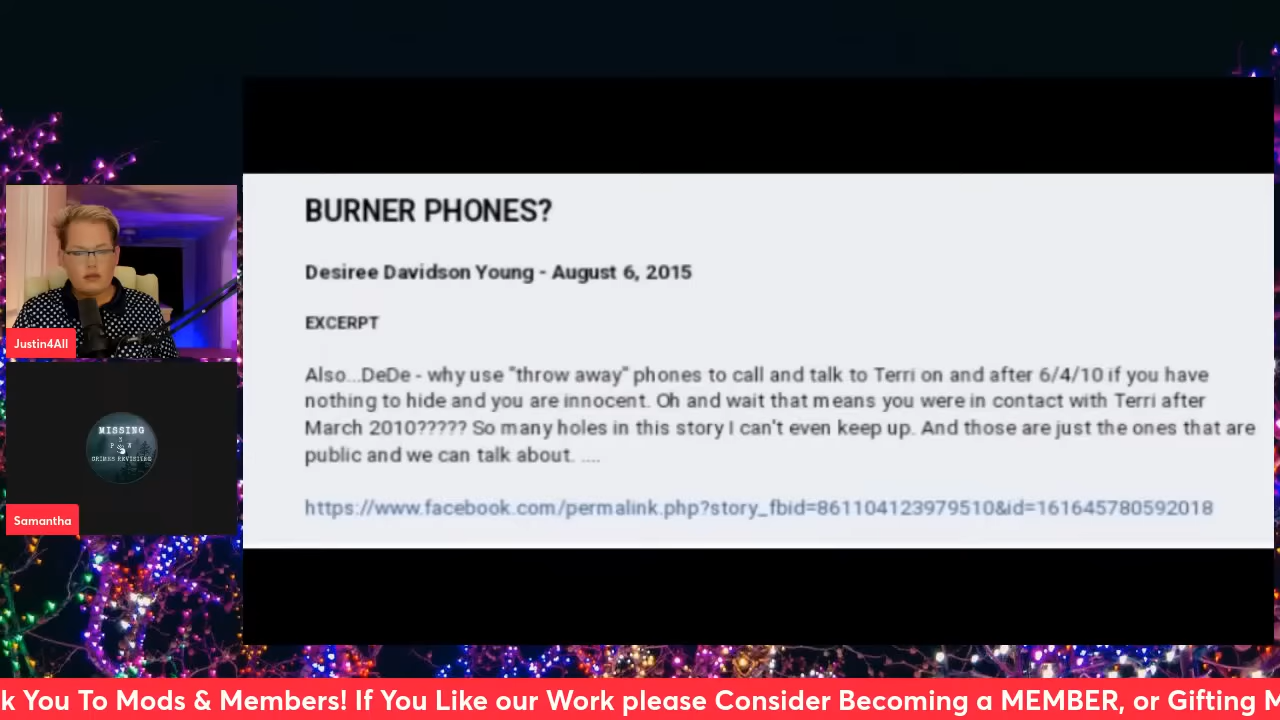 BURNER PHONES?
Desiree Davidson Young - August 6, 2015
EXCERPT
Also...DeDe - why use "throw away" phones to call and talk to Terri on and after 6/4/10 if you have
nothing to hide and you are innocent. Oh and wait that means you were in contact with Terri after
March 2010????? So many holes in this story I can't even keep up. And those are just the ones that are
public and we can talk about. ....
https://www.facebook.com/permalink.php?story_fbid=861104123979510&id=161645780592018
Justin4All
MISSING
CRIMES REVISITED
Samantha
k You To Mods & Members! If You Like our Work please Consider Becoming a MEMBER, or Gifting M